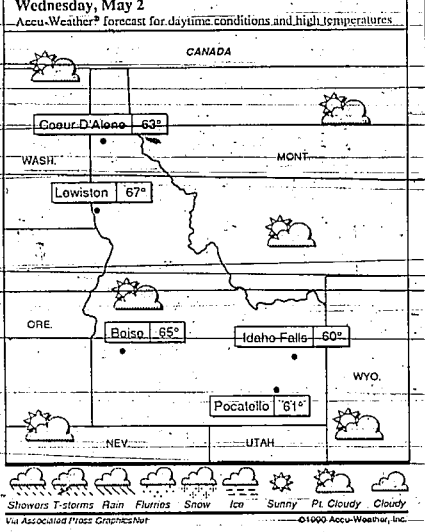 Wednesday, May 2
Accu-Weather® forecast for daytime conditions and high temperatures
CANADA
Coeur D'Alene 63°
WASH.
MONT.
Lewiston 67°
ORE.
Boise 65°
Idaho Falls 60°
WYO.
Pocatello 61°
NEV.
UTAH
Showers T-storms Rain Flurries Snow Ice Sunny Pt. Cloudy Cloudy
Via Associated Press GraphicsNet
©1990 Accu-Weather, Inc.